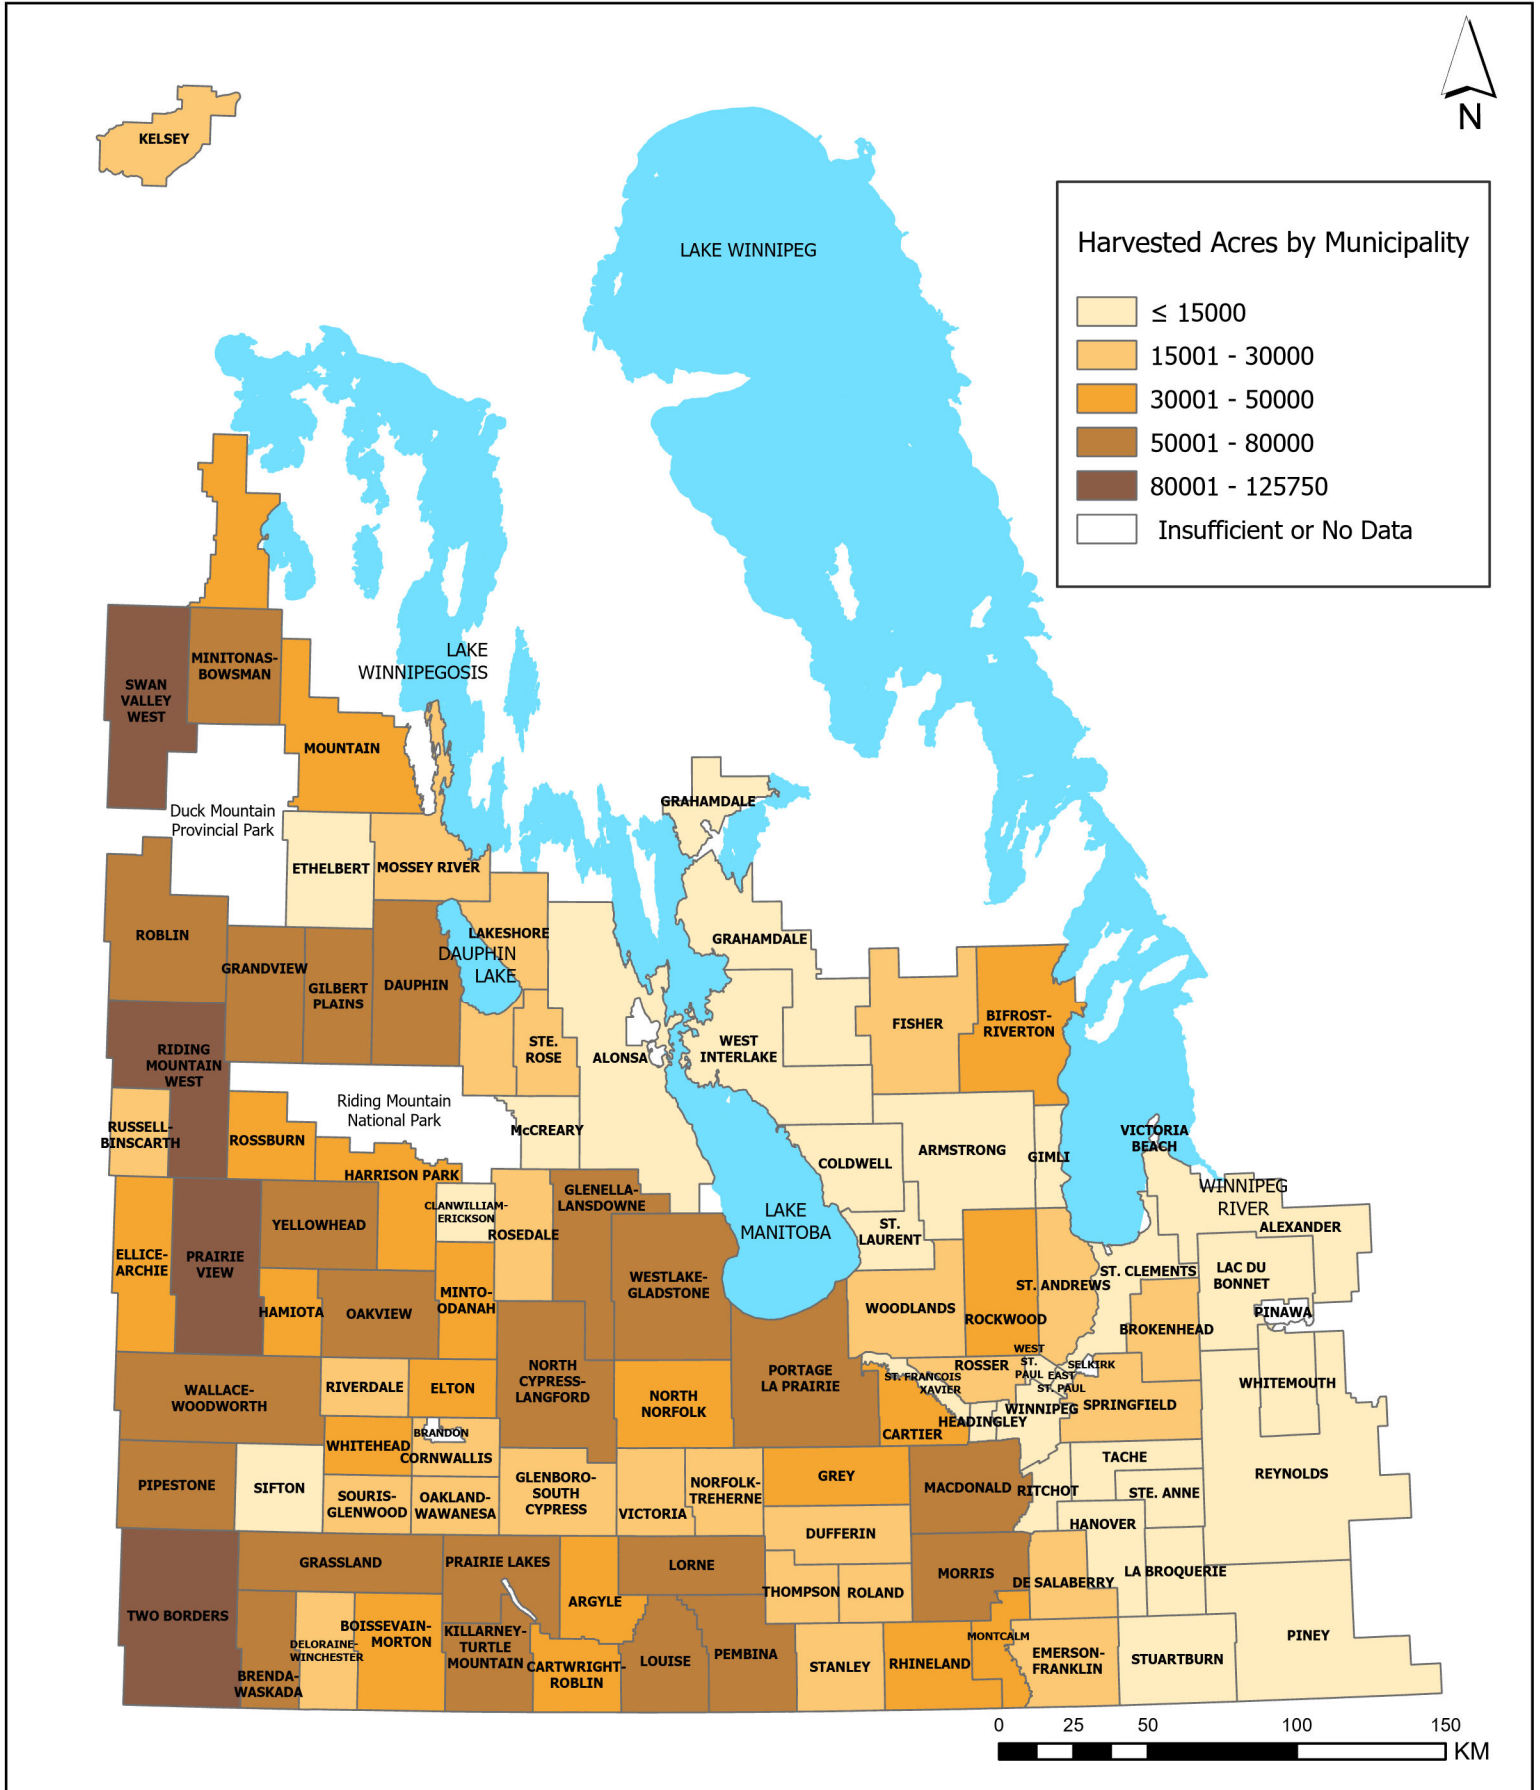 N
KELSEY
LAKE WINNIPEG
Harvested Acres by Municipality
≤ 15000
15001 - 30000
30001 - 50000
50001 - 80000
80001 - 125750
Insufficient or No Data
LAKE
WINNIPEGOSIS
MINITONAS-
BOWSMAN
SWAN
VALLEY
WEST
MOUNTAIN
Duck Mountain
Provincial Park
GRAHAMDALE
ETHELBERT
MOSSEY RIVER
ROBLIN
LAKESHORE
GRAHAMDALE
DAUPHIN
LAKE
GRANDVIEW
GILBERT
PLAINS
DAUPHIN
FISHER
BIFROST-
RIVERTON
STE.
ROSE
ALONSA
WEST
INTERLAKE
RIDING
MOUNTAIN
WEST
Riding Mountain
National Park
RUSSELL-
BINSCARTH
ROSSBURN
McCREARY
VICTORIA
BEACH
ARMSTRONG
GIMLI
COLDWELL
HARRISON PARK
CLANWILLIAM-
ERICKSON
GLENELLA-
LANSDOWNE
WINNIPEG
RIVER
ALEXANDER
YELLOWHEAD
ROSEDALE
LAKE
MANITOBA
ST.
LAURENT
ELLICE-
ARCHIE
PRAIRIE
VIEW
ST. CLEMENTS
LAC DU
BONNET
WESTLAKE-
GLADSTONE
ST. ANDREWS
HAMIOTA
OAKVIEW
MINTO-
ODANAH
WOODLANDS
ROCKWOOD
PINAWA
BROKENHEAD
WEST
ST.
PAUL
EAST
ST. PAUL
SELKIRK
ROSSER
ST. FRANCOIS
XAVIER
NORTH
CYPRESS-
LANGFORD
PORTAGE
LA PRAIRIE
WALLACE-
WOODWORTH
RIVERDALE
ELTON
NORTH
NORFOLK
WHITEMOUTH
SPRINGFIELD
WINNIPEG
HEADINGLEY
CARTIER
BRANDON
WHITEHEAD
CORNWALLIS
TACHE
PIPESTONE
SIFTON
SOURIS-
GLENWOOD
OAKLAND-
WAWANESA
GLENBORO-
SOUTH
CYPRESS
VICTORIA
NORFOLK-
TREHERNE
GREY
MACDONALD
RITCHOT
STE. ANNE
REYNOLDS
HANOVER
DUFFERIN
GRASSLAND
PRAIRIE LAKES
LORNE
MORRIS
DE SALABERRY
LA BROQUERIE
THOMPSON
ROLAND
ARGYLE
TWO BORDERS
BOISSEVAIN-
MORTON
DELORAINE-
WINCHESTER
BRENDA-
WASKADA
KILLARNEY-
TURTLE
MOUNTAIN
CARTWRIGHT-
ROBLIN
LOUISE
PEMBINA
STANLEY
RHINELAND
MONTCALM
EMERSON-
FRANKLIN
STUARTBURN
PINEY
0 25 50 100 150
KM